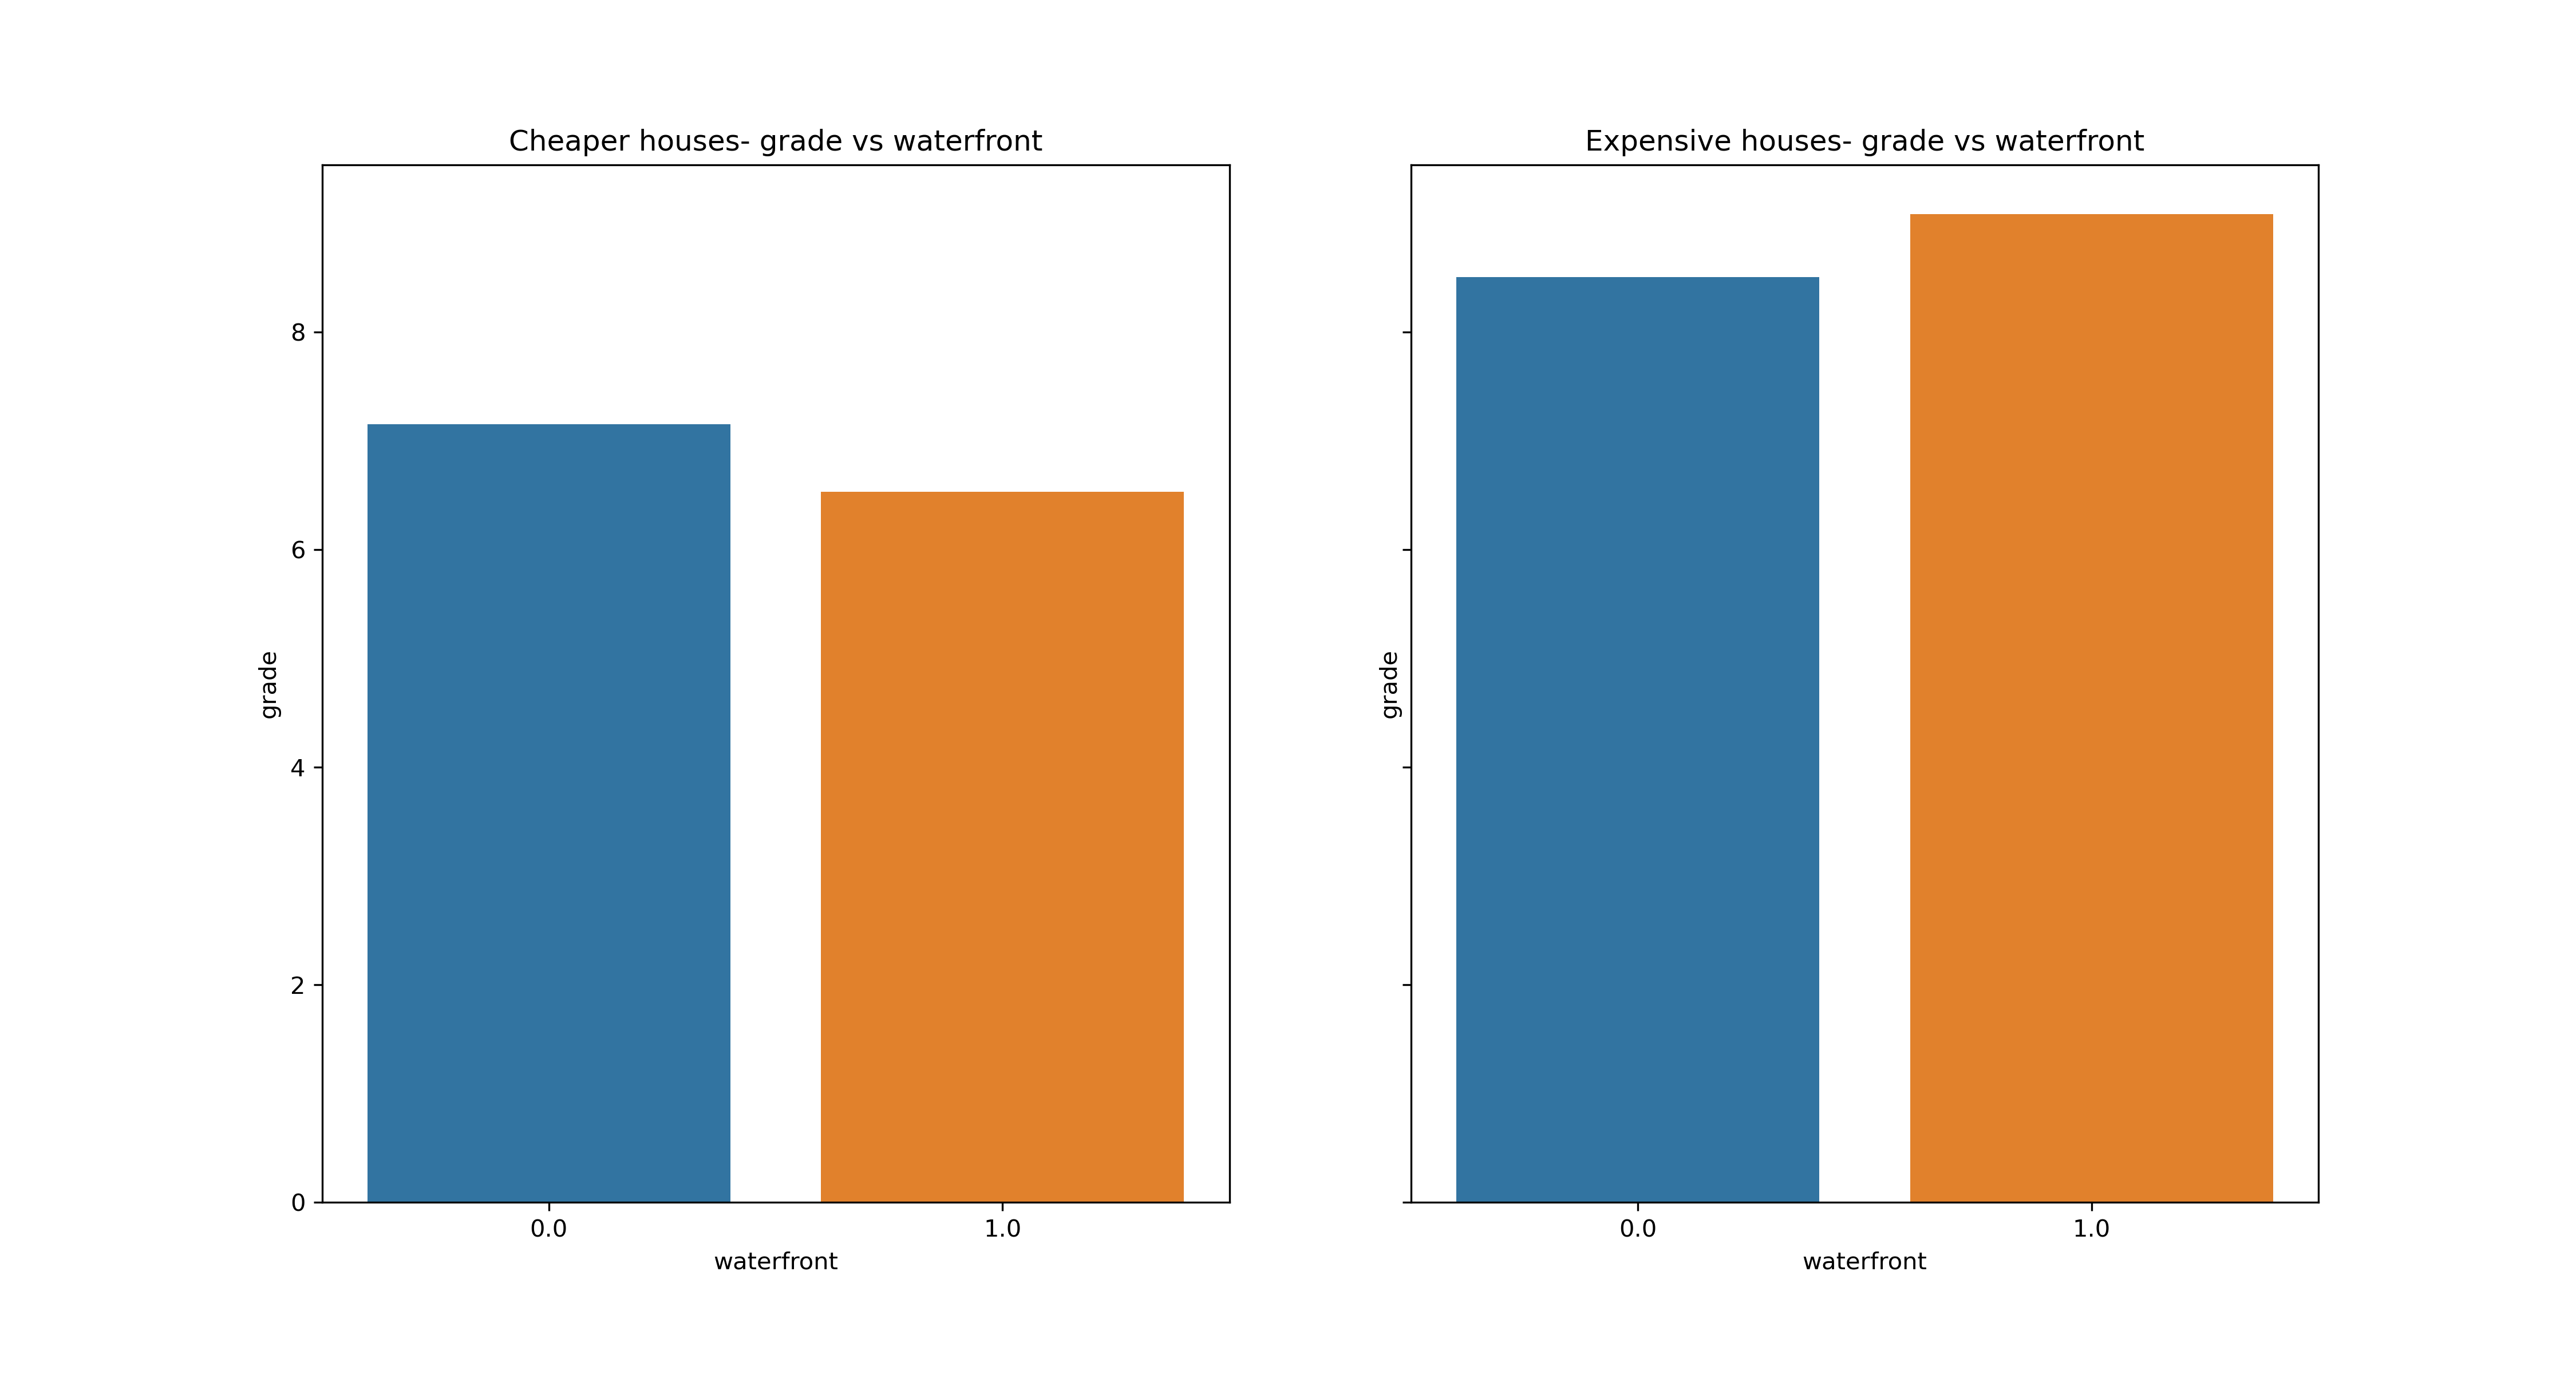 Cheaper houses- grade vs waterfront
grade
8
6
4
2
0
0.0 1.0
waterfront
Expensive houses- grade vs waterfront
grade
0.0 1.0
waterfront